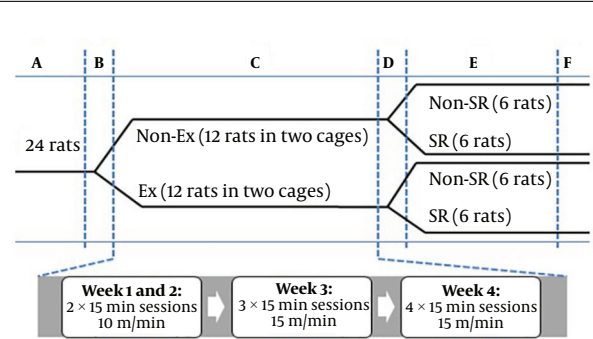 A B C D E F
24 rats
Non-Ex (12 rats in two cages)
Ex (12 rats in two cages)
Non-SR (6 rats)
SR (6 rats)
Non-SR (6 rats)
SR (6 rats)
Week 1 and 2:
2 × 15 min sessions
10 m/min
Week 3:
3 × 15 min sessions
15 m/min
Week 4:
4 × 15 min sessions
15 m/min